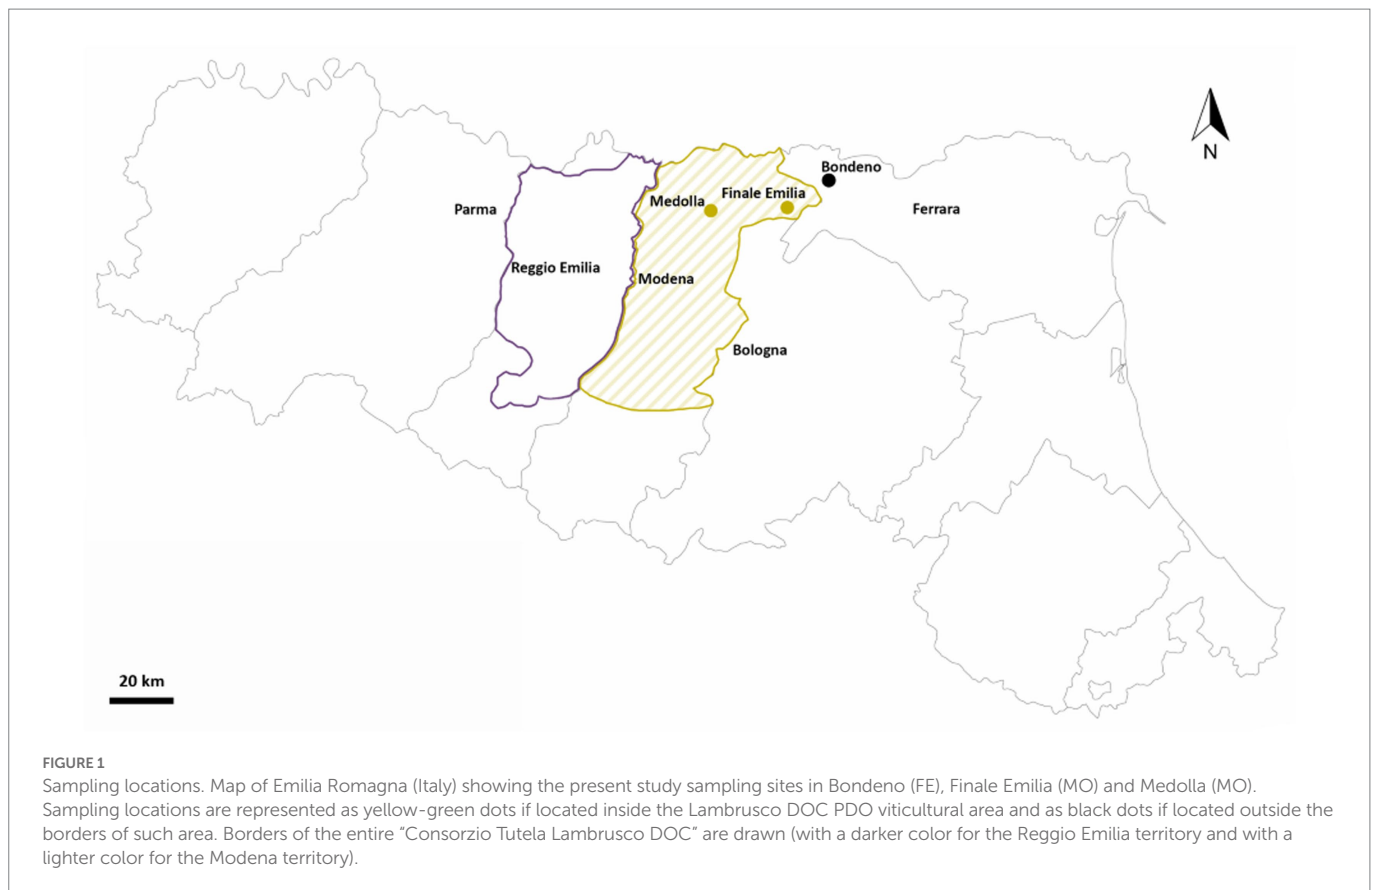 N
Bondeno
Finale Emilia
Medolla
Parma
Ferrara
Reggio Emilia
Modena
Bologna
20 km
FIGURE 1
Sampling locations. Map of Emilia Romagna (Italy) showing the present study sampling sites in Bondeno (FE), Finale Emilia (MO) and Medolla (MO).
Sampling locations are represented as yellow-green dots if located inside the Lambrusco DOC PDO viticultural area and as black dots if located outside the
borders of such area. Borders of the entire “Consorzio Tutela Lambrusco DOC” are drawn (with a darker color for the Reggio Emilia territory and with a
lighter color for the Modena territory).